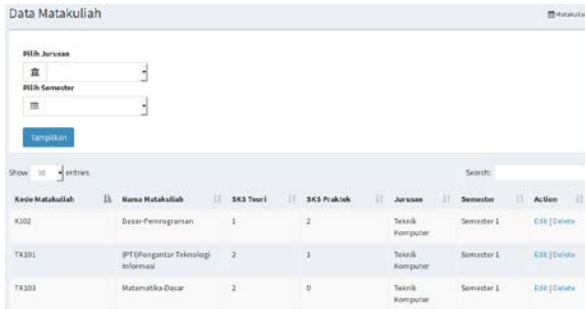 Data Matakuliah
Matakuliah
Pilih Jurusan
Pilih Semester
Tampilkan
Show 10 entries
Search:
Kode Matakuliah Nama Matakuliah SKS Teori SKS Praktek Jurusan Semester Action
K102 Dasar-Pemrograman 1 2 Teknik Komputer Semester 1 Edit | Delete
TK101 (PTI)Pengantar Teknologi Informasi 2 1 Teknik Komputer Semester 1 Edit | Delete
TK103 Matematika-Dasar 2 0 Teknik Komputer Semester 1 Edit | Delete